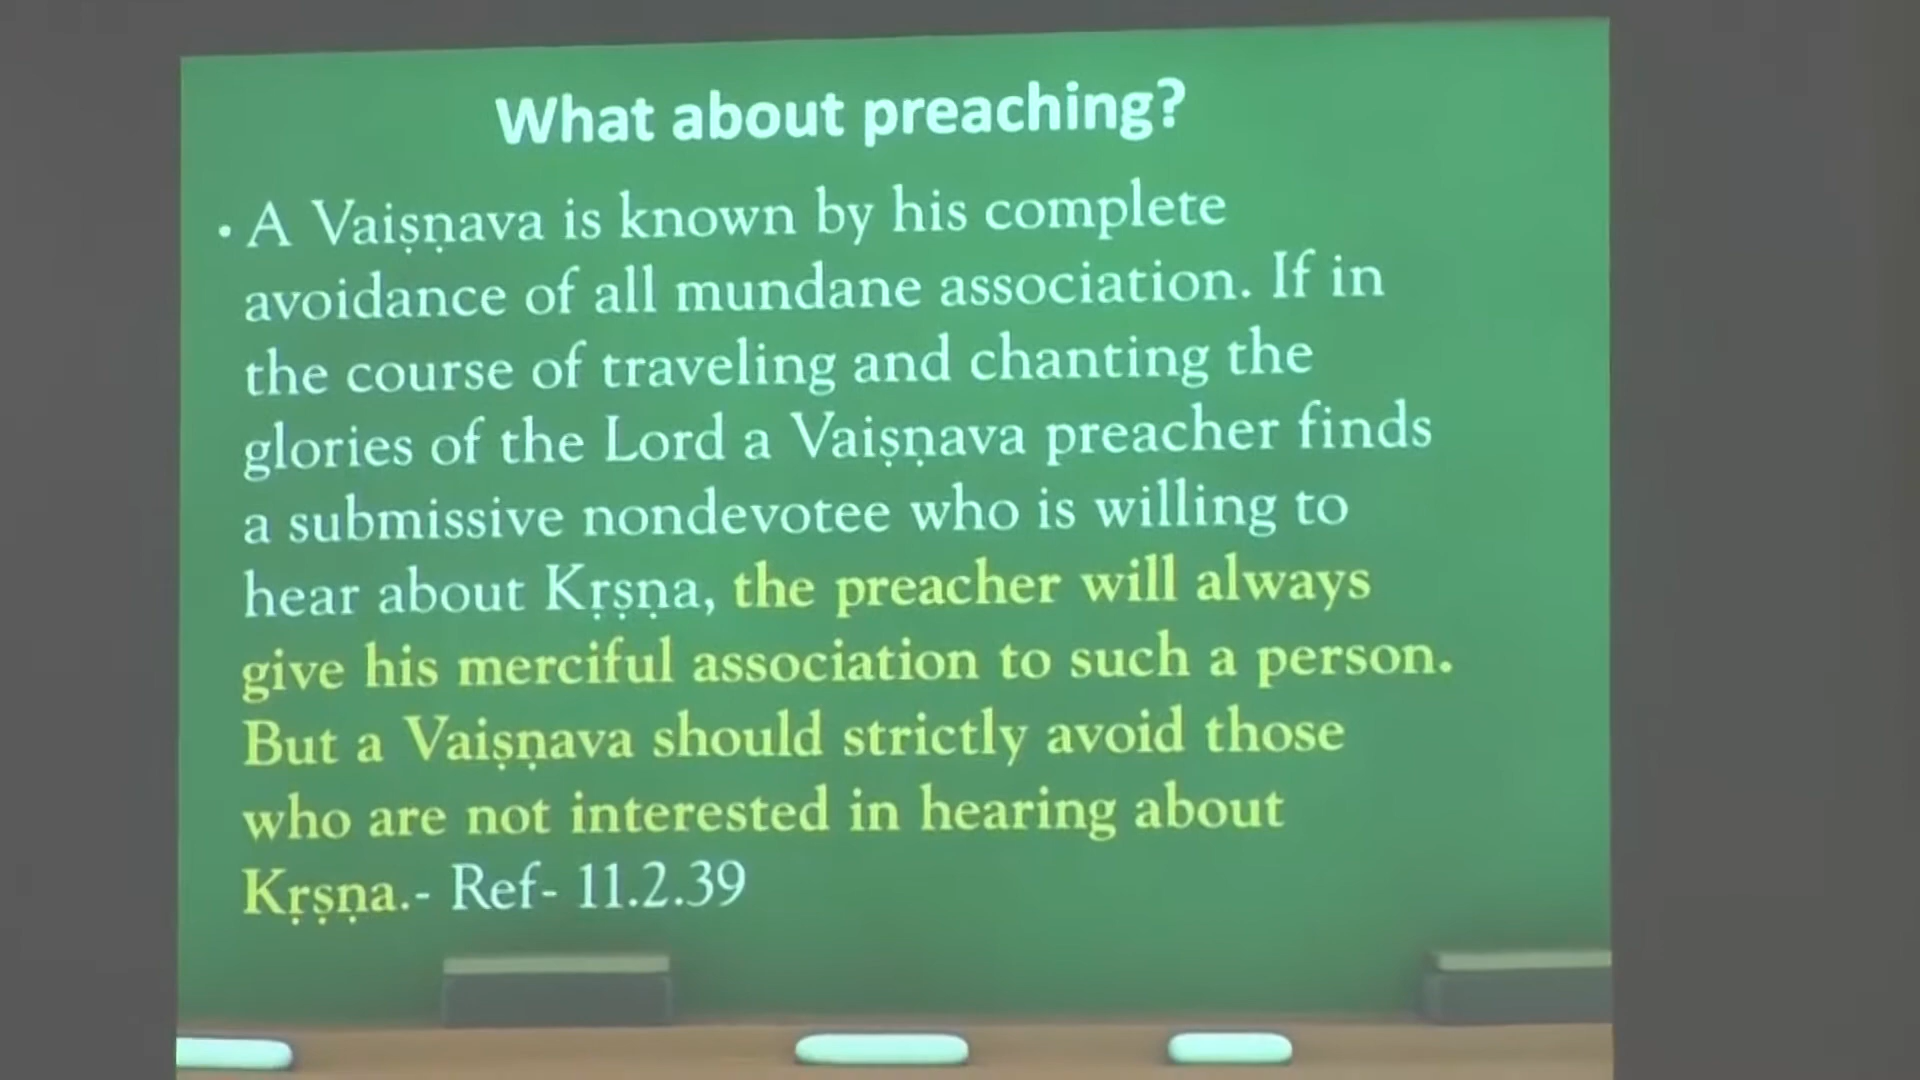 What about preaching?
• A Vaiṣṇava is known by his complete
avoidance of all mundane association. If in
the course of traveling and chanting the
glories of the Lord a Vaiṣṇava preacher finds
a submissive nondevotee who is willing to
hear about Kṛṣṇa, the preacher will always
give his merciful association to such a person.
But a Vaiṣṇava should strictly avoid those
who are not interested in hearing about
Kṛṣṇa.- Ref- 11.2.39